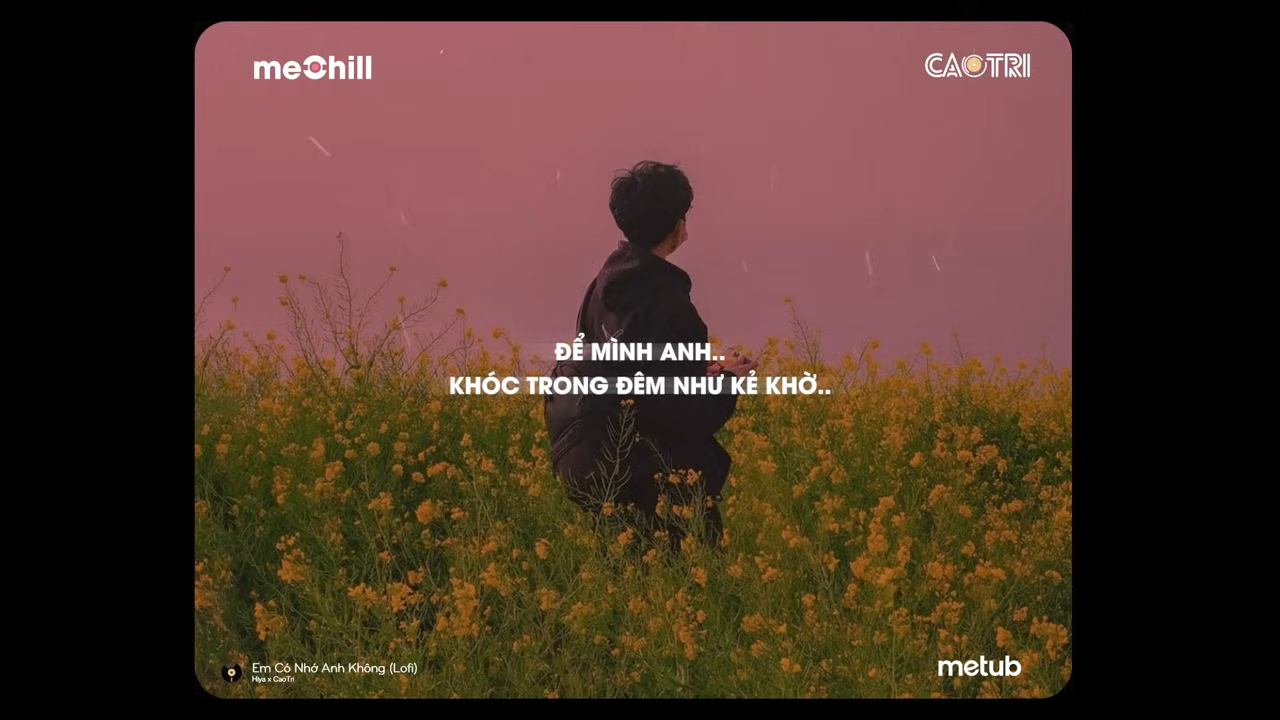 meChill
CAOTRI
ĐỂ MÌNH ANH..
KHÓC TRONG ĐÊM NHƯ KẺ KHỜ..
Em Có Nhớ Anh Không (Lofi)
Hiya x CaoTri
metub